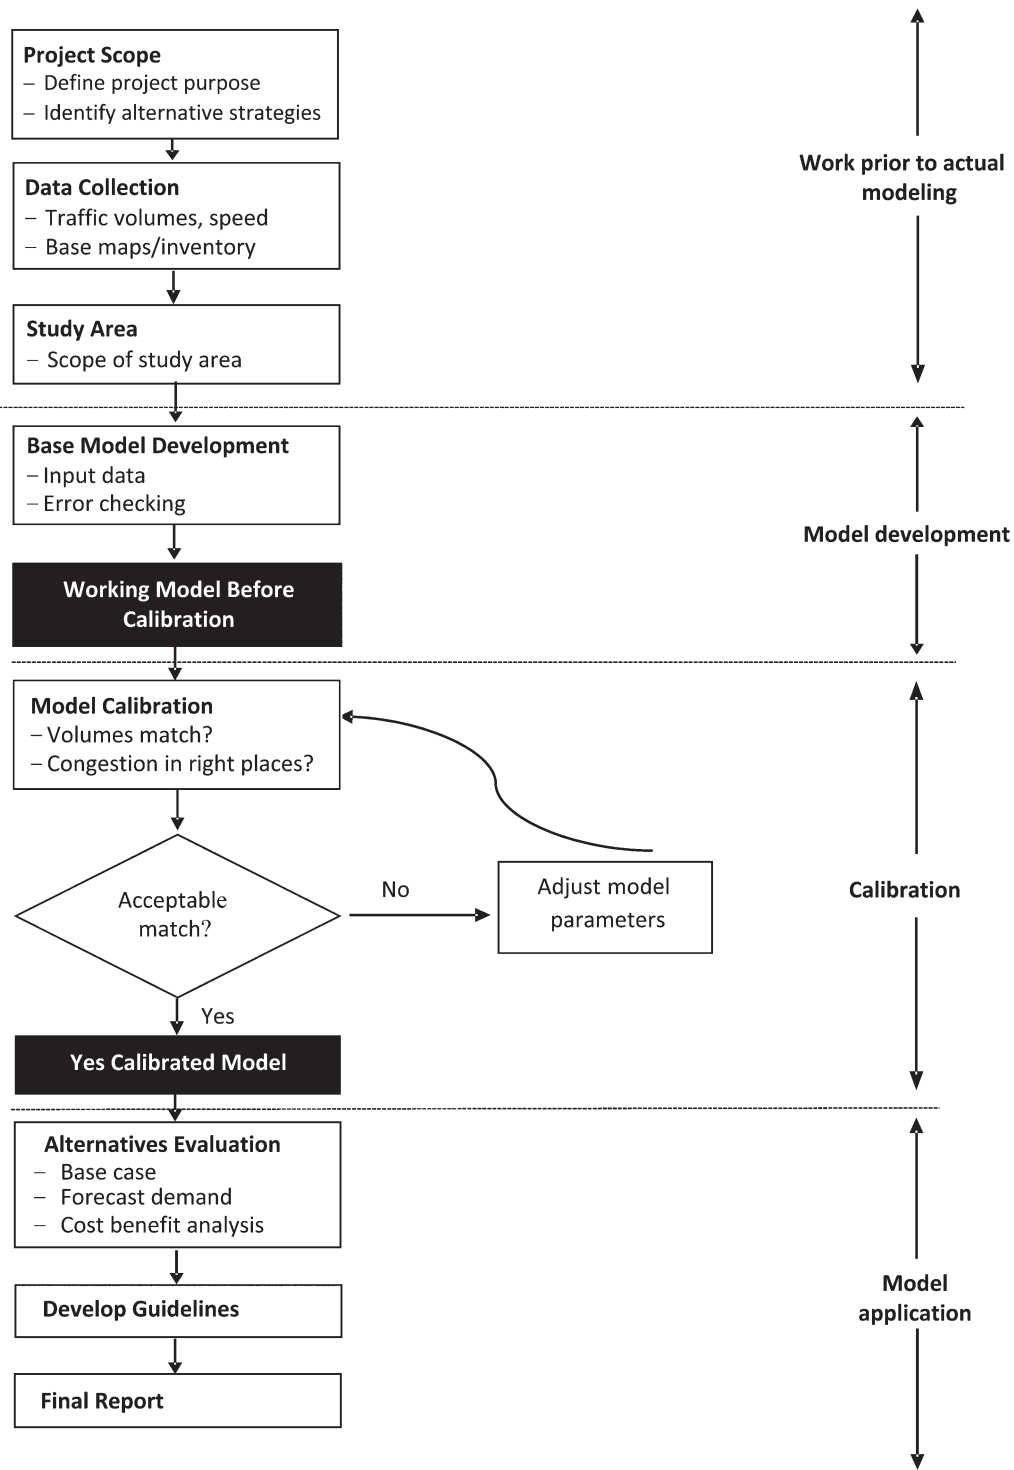 Project Scope
– Define project purpose
– Identify alternative strategies
Work prior to actual
modeling
Data Collection
– Traffic volumes, speed
– Base maps/inventory
Study Area
– Scope of study area
Base Model Development
– Input data
– Error checking
Model development
Working Model Before
Calibration
Model Calibration
– Volumes match?
– Congestion in right places?
Acceptable
match?
No
Adjust model
parameters
Calibration
Yes
Yes Calibrated Model
Alternatives Evaluation
– Base case
– Forecast demand
– Cost benefit analysis
Model
application
Develop Guidelines
Final Report